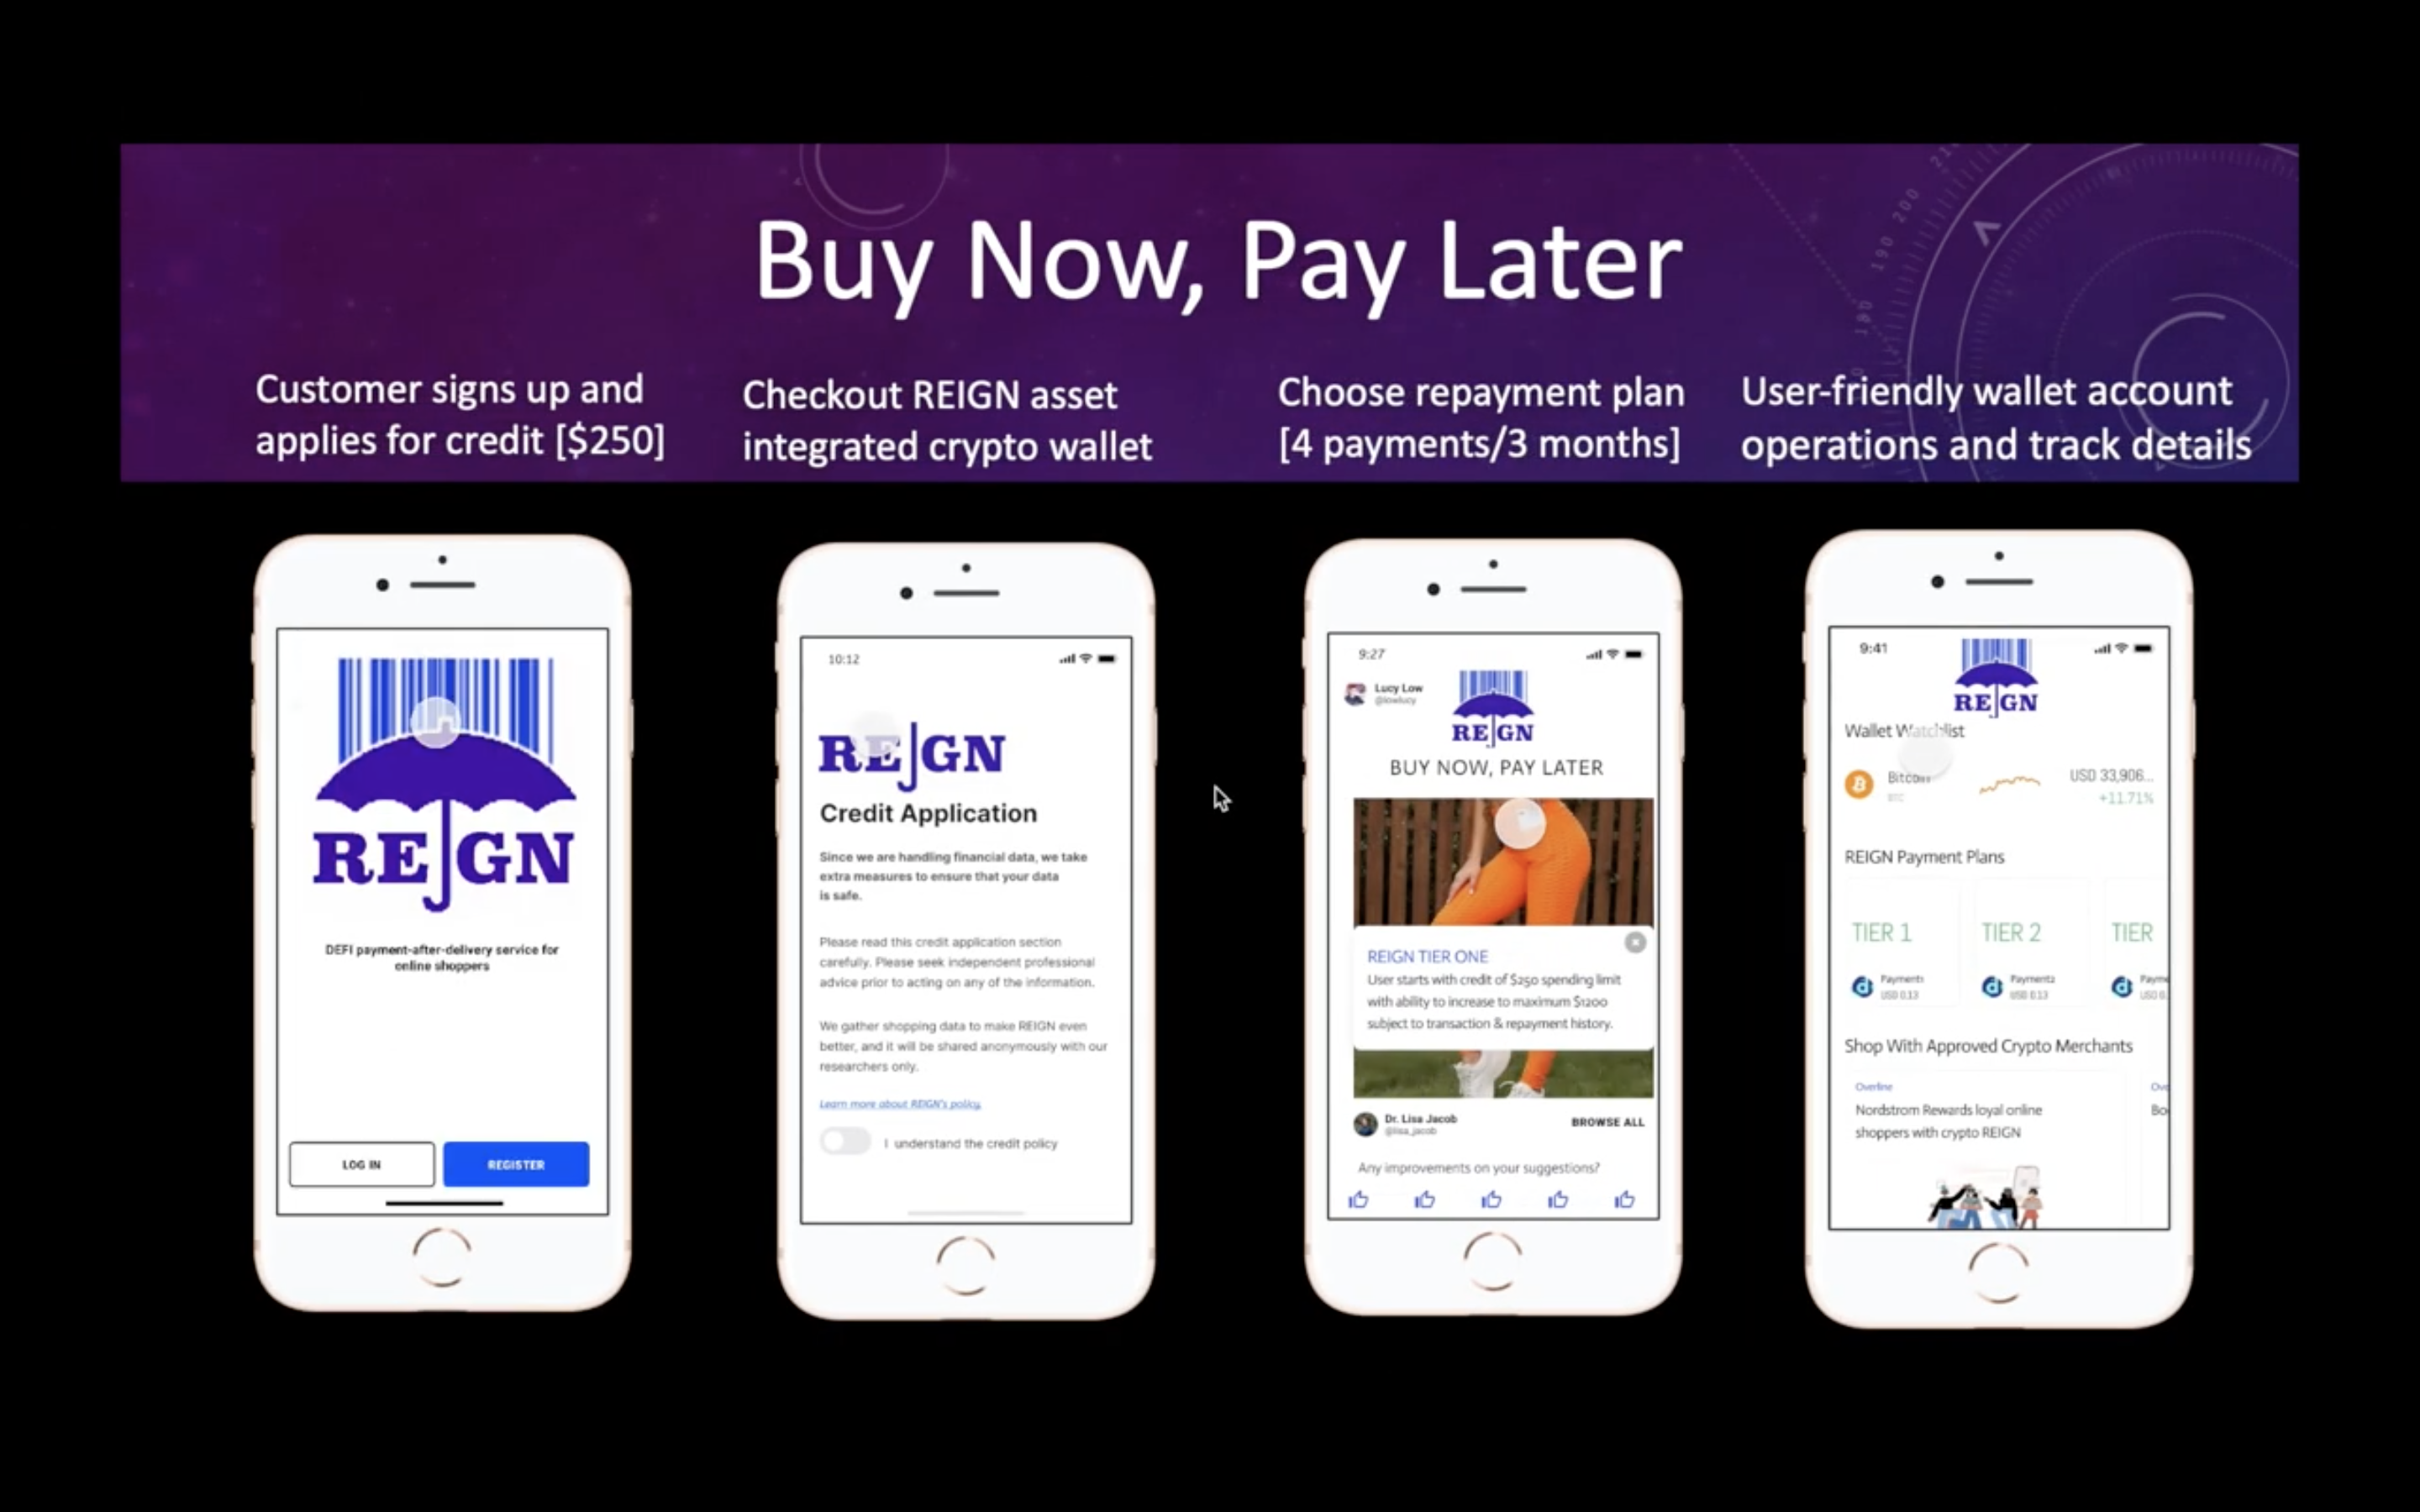 Buy Now, Pay Later
Customer signs up and
applies for credit [$250]
Checkout REIGN asset
integrated crypto wallet
Choose repayment plan
[4 payments/3 months]
User-friendly wallet account
operations and track details
REIGN
DEFI payment-after-delivery service for
online shoppers
LOG IN
REGISTER
10:12
REIGN
Credit Application
Since we are handling financial data, we take
extra measures to ensure that your data
is safe.
Please read this credit application section
carefully. Please seek independent professional
advice prior to acting on any of the information.
We gather shopping data to make REIGN even
better, and it will be shared anonymously with our
researchers only.
Learn more about REIGN's policy.
I understand the credit policy
9:27
Lucy Low
@lowlucy
REIGN
BUY NOW, PAY LATER
REIGN TIER ONE
User starts with credit of $250 spending limit
with ability to increase to maximum $1200
subject to transaction & repayment history.
Dr. Lisa Jacob
@lisa_jacob
BROWSE ALL
Any improvements on your suggestions?
9:41
REIGN
Wallet Watchlist
Bitcoin
BTC
USD 33,906...
+11.71%
REIGN Payment Plans
TIER 1
TIER 2
TIER
Payments
USD 0.13
USD 0.13
Shop With Approved Crypto Merchants
Overline
Nordstrom Rewards loyal online
shoppers with crypto REIGN
180 190 200 21